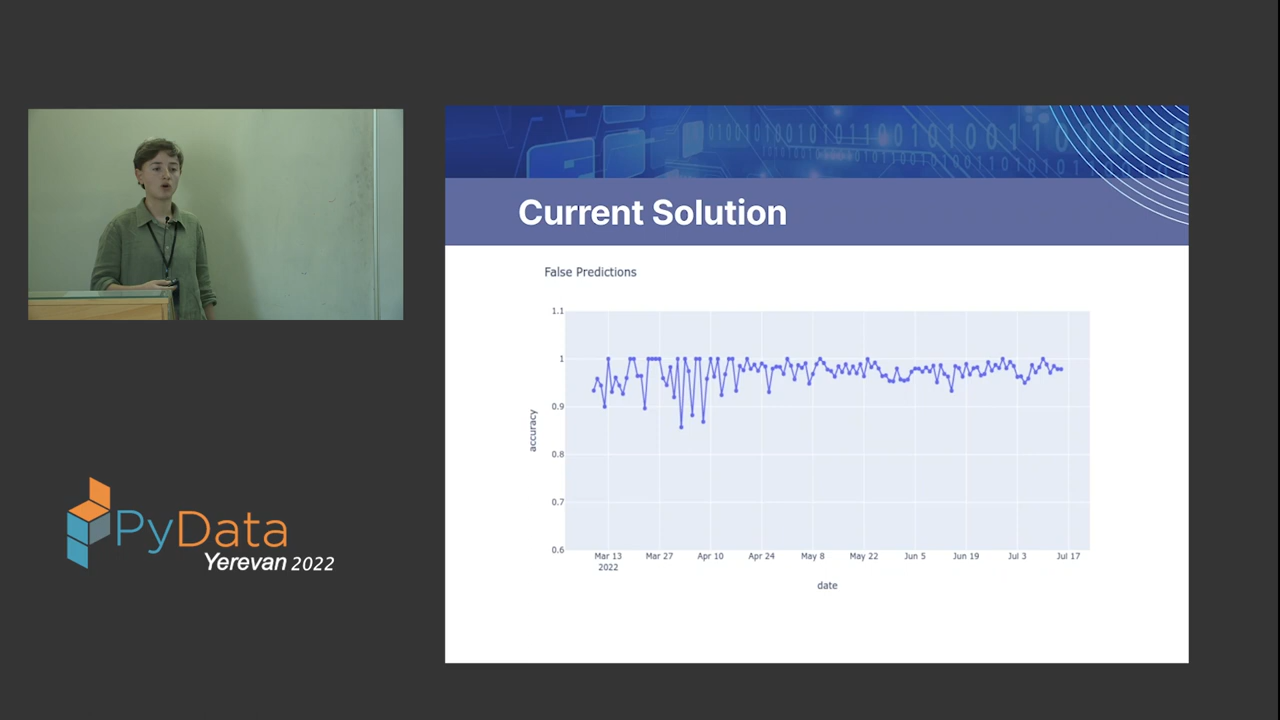 Current Solution
False Predictions
1.1
1
0.9
0.8
0.7
0.6
accuracy
Mar 13
2022
Mar 27
Apr 10
Apr 24
May 8
May 22
Jun 5
Jun 19
Jul 3
Jul 17
date
PyData
Yerevan 2022